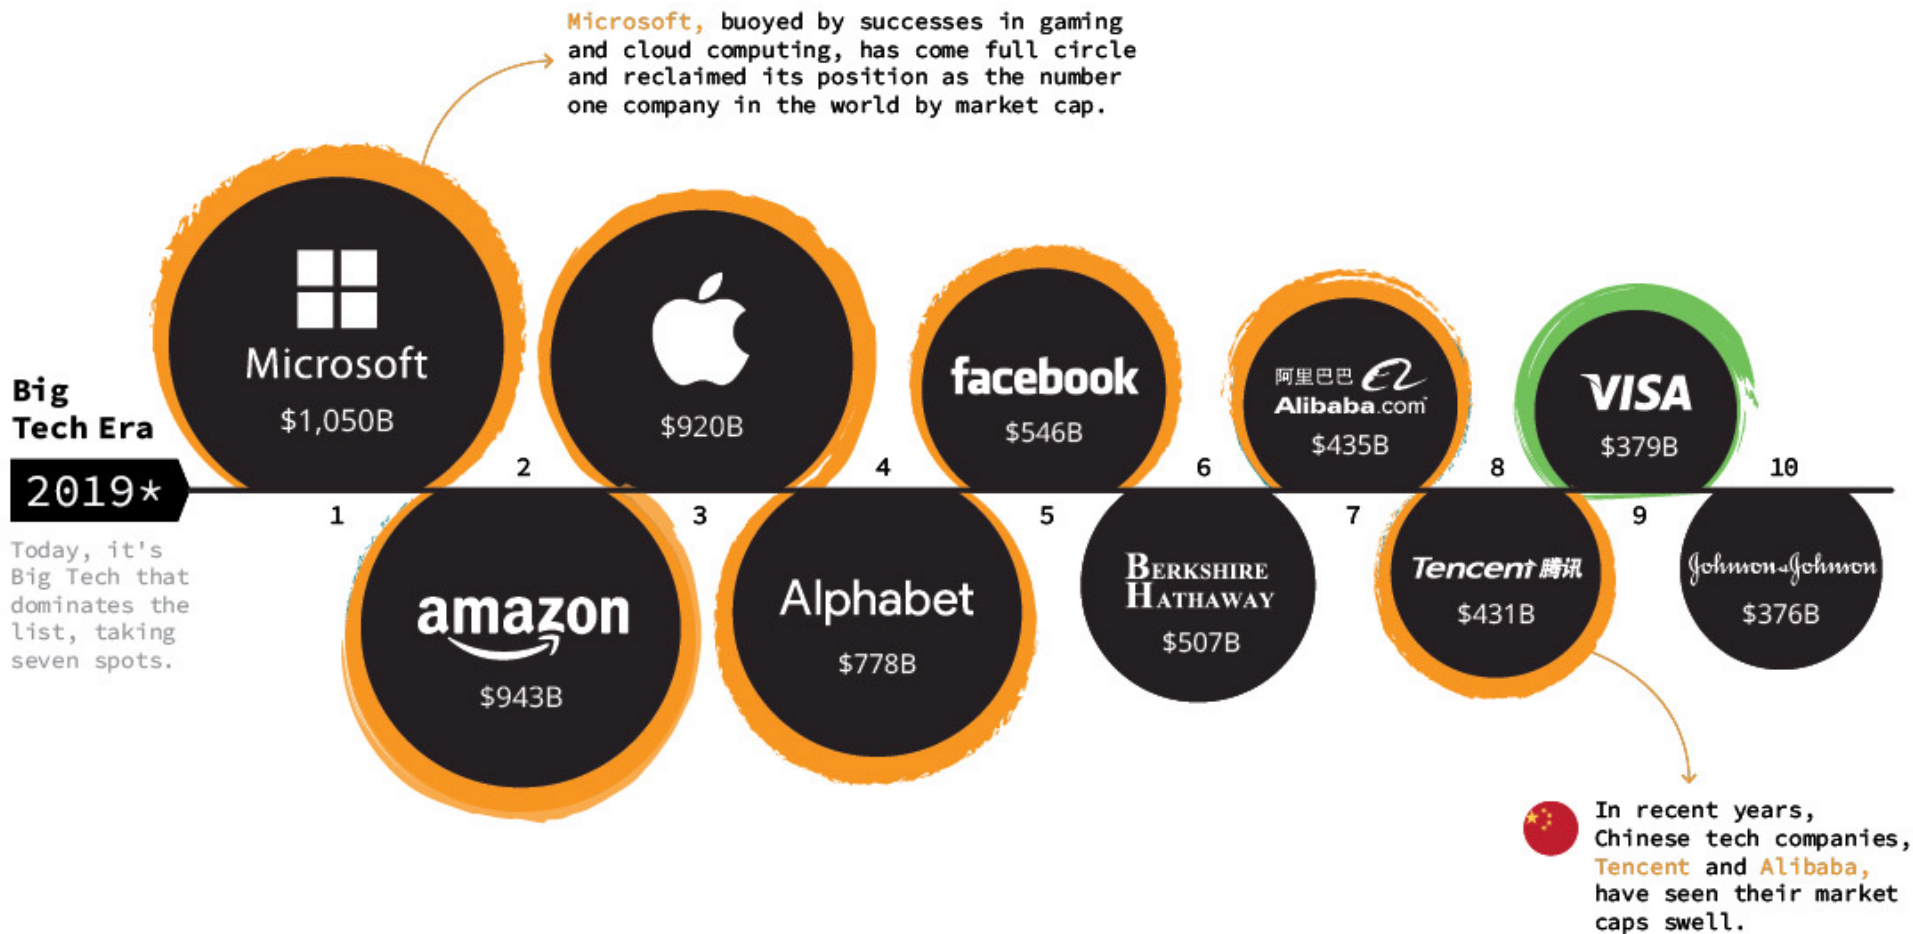 Microsoft, buoyed by successes in gaming
and cloud computing, has come full circle
and reclaimed its position as the number
one company in the world by market cap.
Big
Tech Era
2019*
Today, it's
Big Tech that
dominates the
list, taking
seven spots.
Microsoft
$1,050B
1
2
amazon
$943B
$920B
3
4
Alphabet
$778B
facebook
$546B
5
6
BERKSHIRE
HATHAWAY
$507B
阿里巴巴
Alibaba.com
$435B
7
8
Tencent 腾讯
$431B
VISA
$379B
9
10
Johnson&Johnson
$376B
In recent years,
Chinese tech companies,
Tencent and Alibaba,
have seen their market
caps swell.